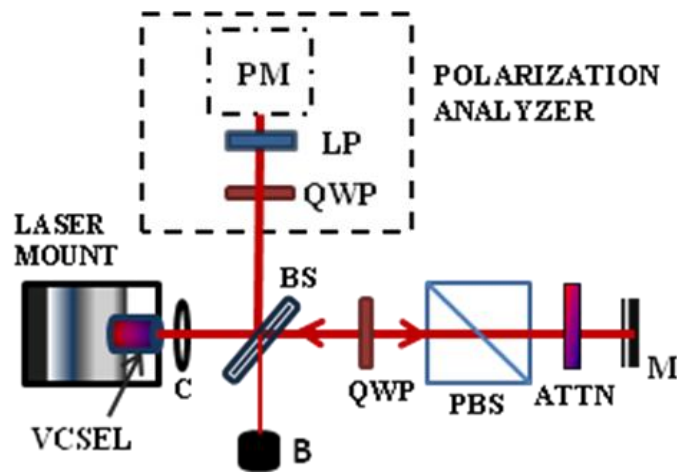 PM
POLARIZATION
ANALYZER
LP
QWP
LASER
MOUNT
BS
C
QWP
PBS
ATTN
M
VCSEL
B